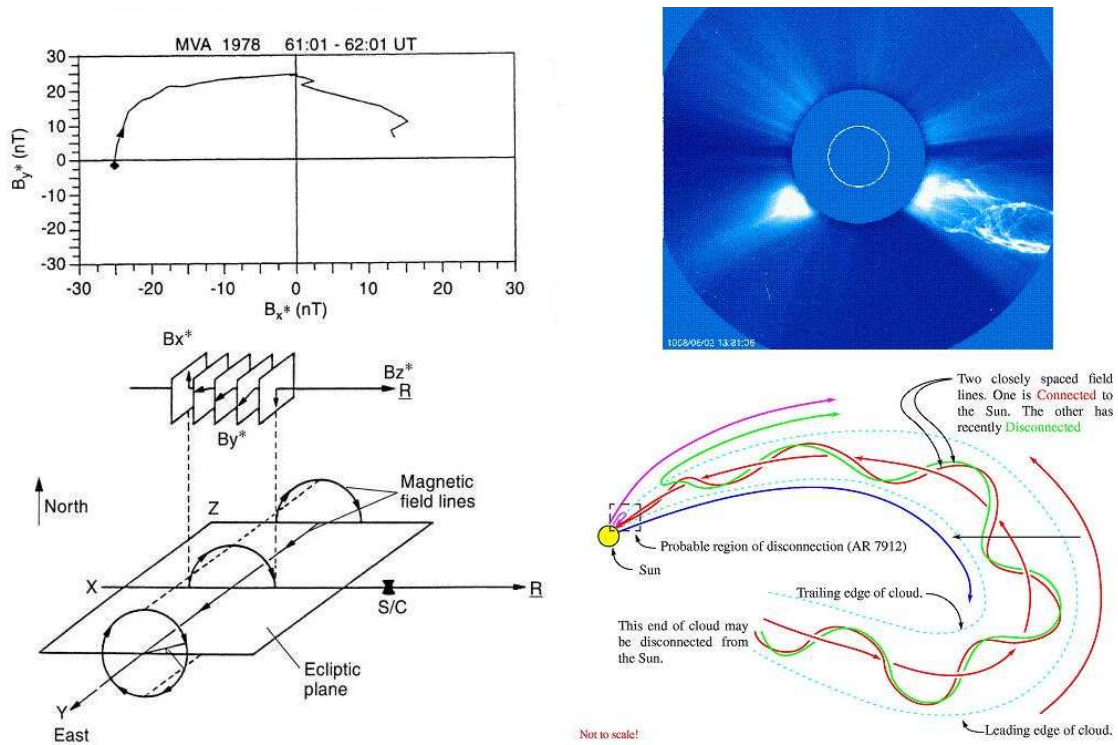 MVA 1978 61:01 - 62:01 UT
30
20
10
0
10
20
30
By* (nT)
-30
-20
-10
0
10
20
30
Bx* (nT)
Bx*
Bz*
R
By*
North
Magnetic
field lines
Z
X
S/C
R
Ecliptic
plane
Y
East
1998/06/02 13:31:06
Two closely spaced field
lines. One is Connected to
the Sun. The other has
recently Disconnected
Probable region of disconnection (AR 7912)
Sun
Trailing edge of cloud.
This end of cloud may
be disconnected from
the Sun.
Leading edge of cloud.
Not to scale!